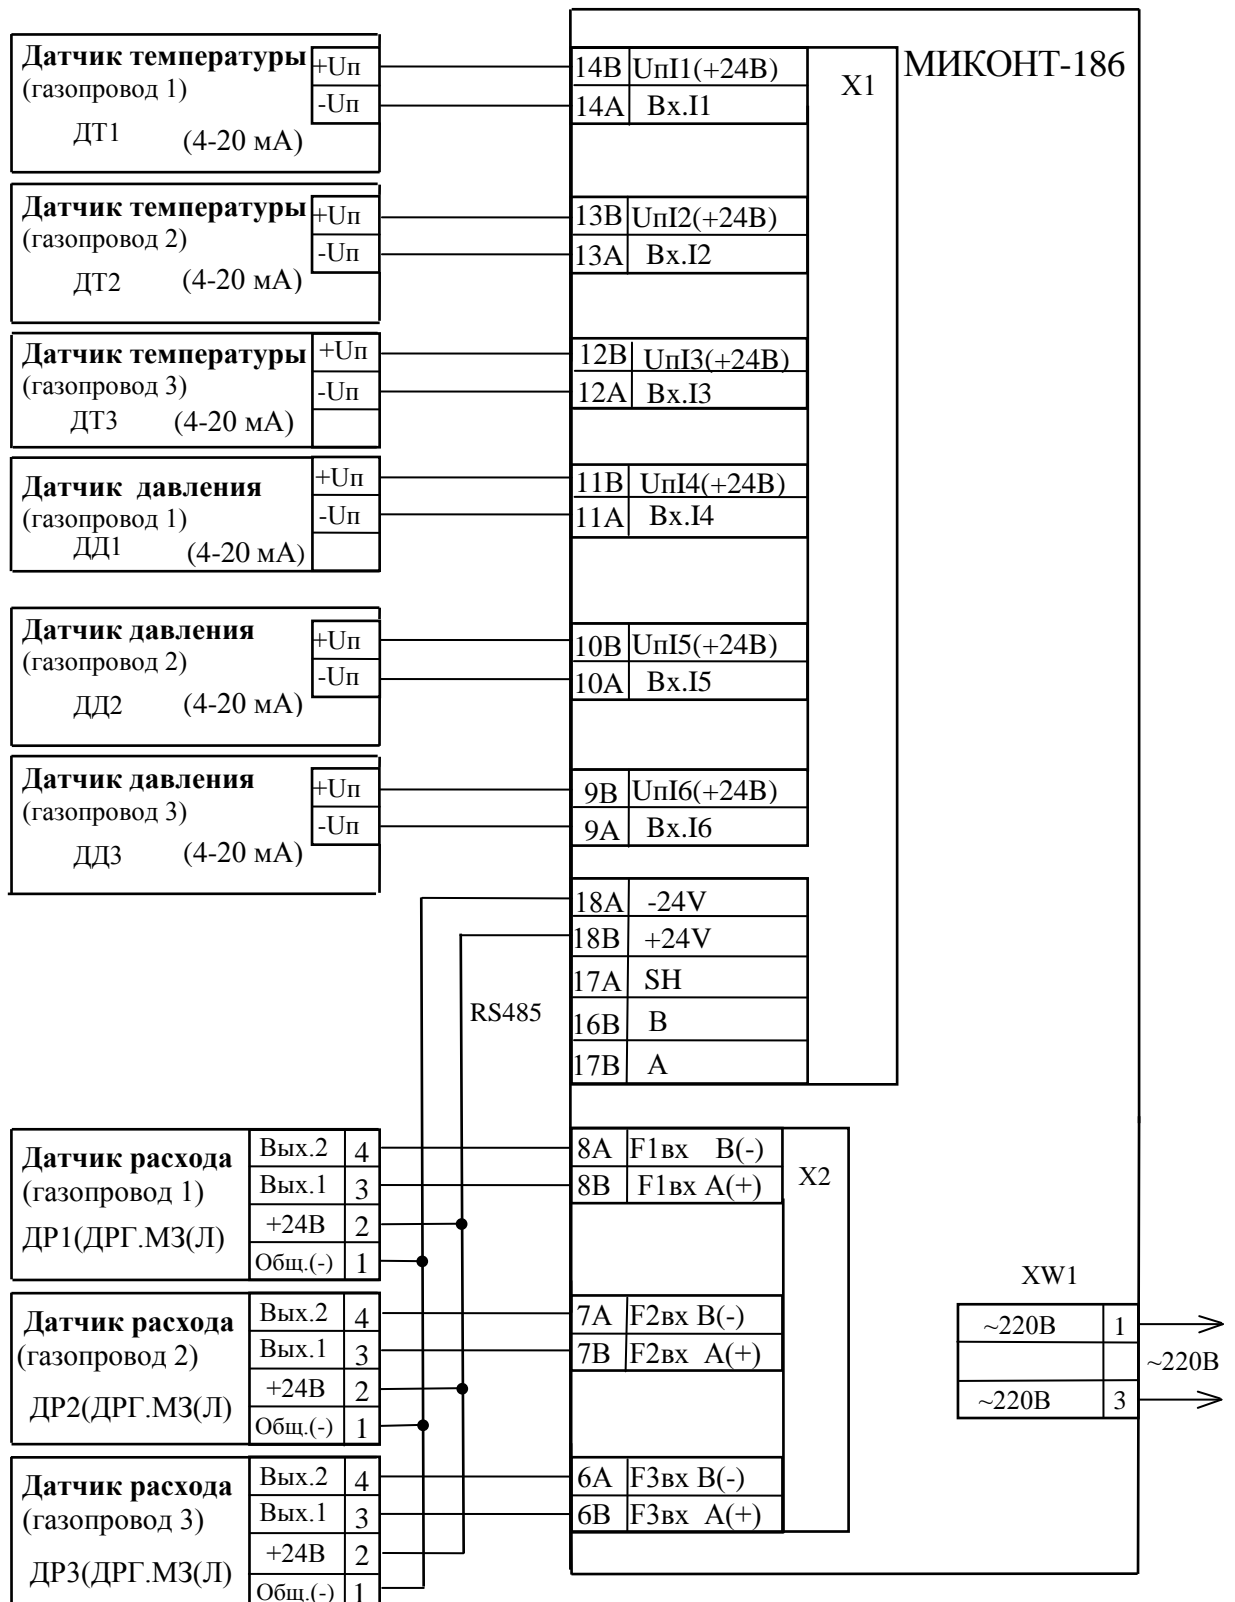 МИКОНТ-186
X1
Датчик температуры
(газопровод 1)
ДТ1 (4-20 мА)
+Uп
-Uп
14В UпI1(+24В)
14А Вх.I1
Датчик температуры
(газопровод 2)
ДТ2 (4-20 мА)
+Uп
-Uп
13В UпI2(+24В)
13А Вх.I2
Датчик температуры
(газопровод 3)
ДТ3 (4-20 мА)
+Uп
-Uп
12В UпI3(+24В)
12А Вх.I3
Датчик давления
(газопровод 1)
ДД1 (4-20 мА)
+Uп
-Uп
11В UпI4(+24В)
11А Вх.I4
Датчик давления
(газопровод 2)
ДД2 (4-20 мА)
+Uп
-Uп
10В UпI5(+24В)
10А Вх.I5
Датчик давления
(газопровод 3)
ДД3 (4-20 мА)
+Uп
-Uп
9В UпI6(+24В)
9А Вх.I6
18А -24V
18В +24V
17А SH
16В В
17В А
RS485
Датчик расхода
(газопровод 1)
ДР1(ДРГ.МЗ(Л)
Вых.2 4
Вых.1 3
+24В 2
Общ.(-) 1
8А F1вх В(-)
8В F1вх А(+)
X2
Датчик расхода
(газопровод 2)
ДР2(ДРГ.МЗ(Л)
Вых.2 4
Вых.1 3
+24В 2
Общ.(-) 1
7А F2вх В(-)
7В F2вх А(+)
XW1
~220В 1
~220В
~220В 3
Датчик расхода
(газопровод 3)
ДР3(ДРГ.МЗ(Л)
Вых.2 4
Вых.1 3
+24В 2
Общ.(-) 1
6А F3вх В(-)
6В F3вх А(+)